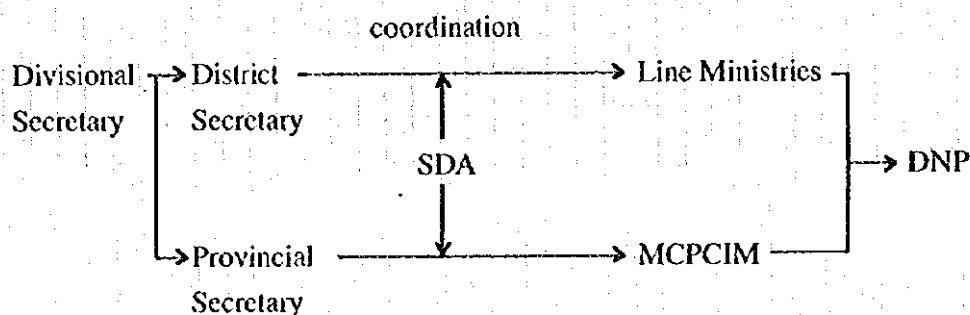 coordination
Divisional
Secretary
District
Secretary
Line Ministries
SDA
DNP
Provincial
Secretary
MCPCIM